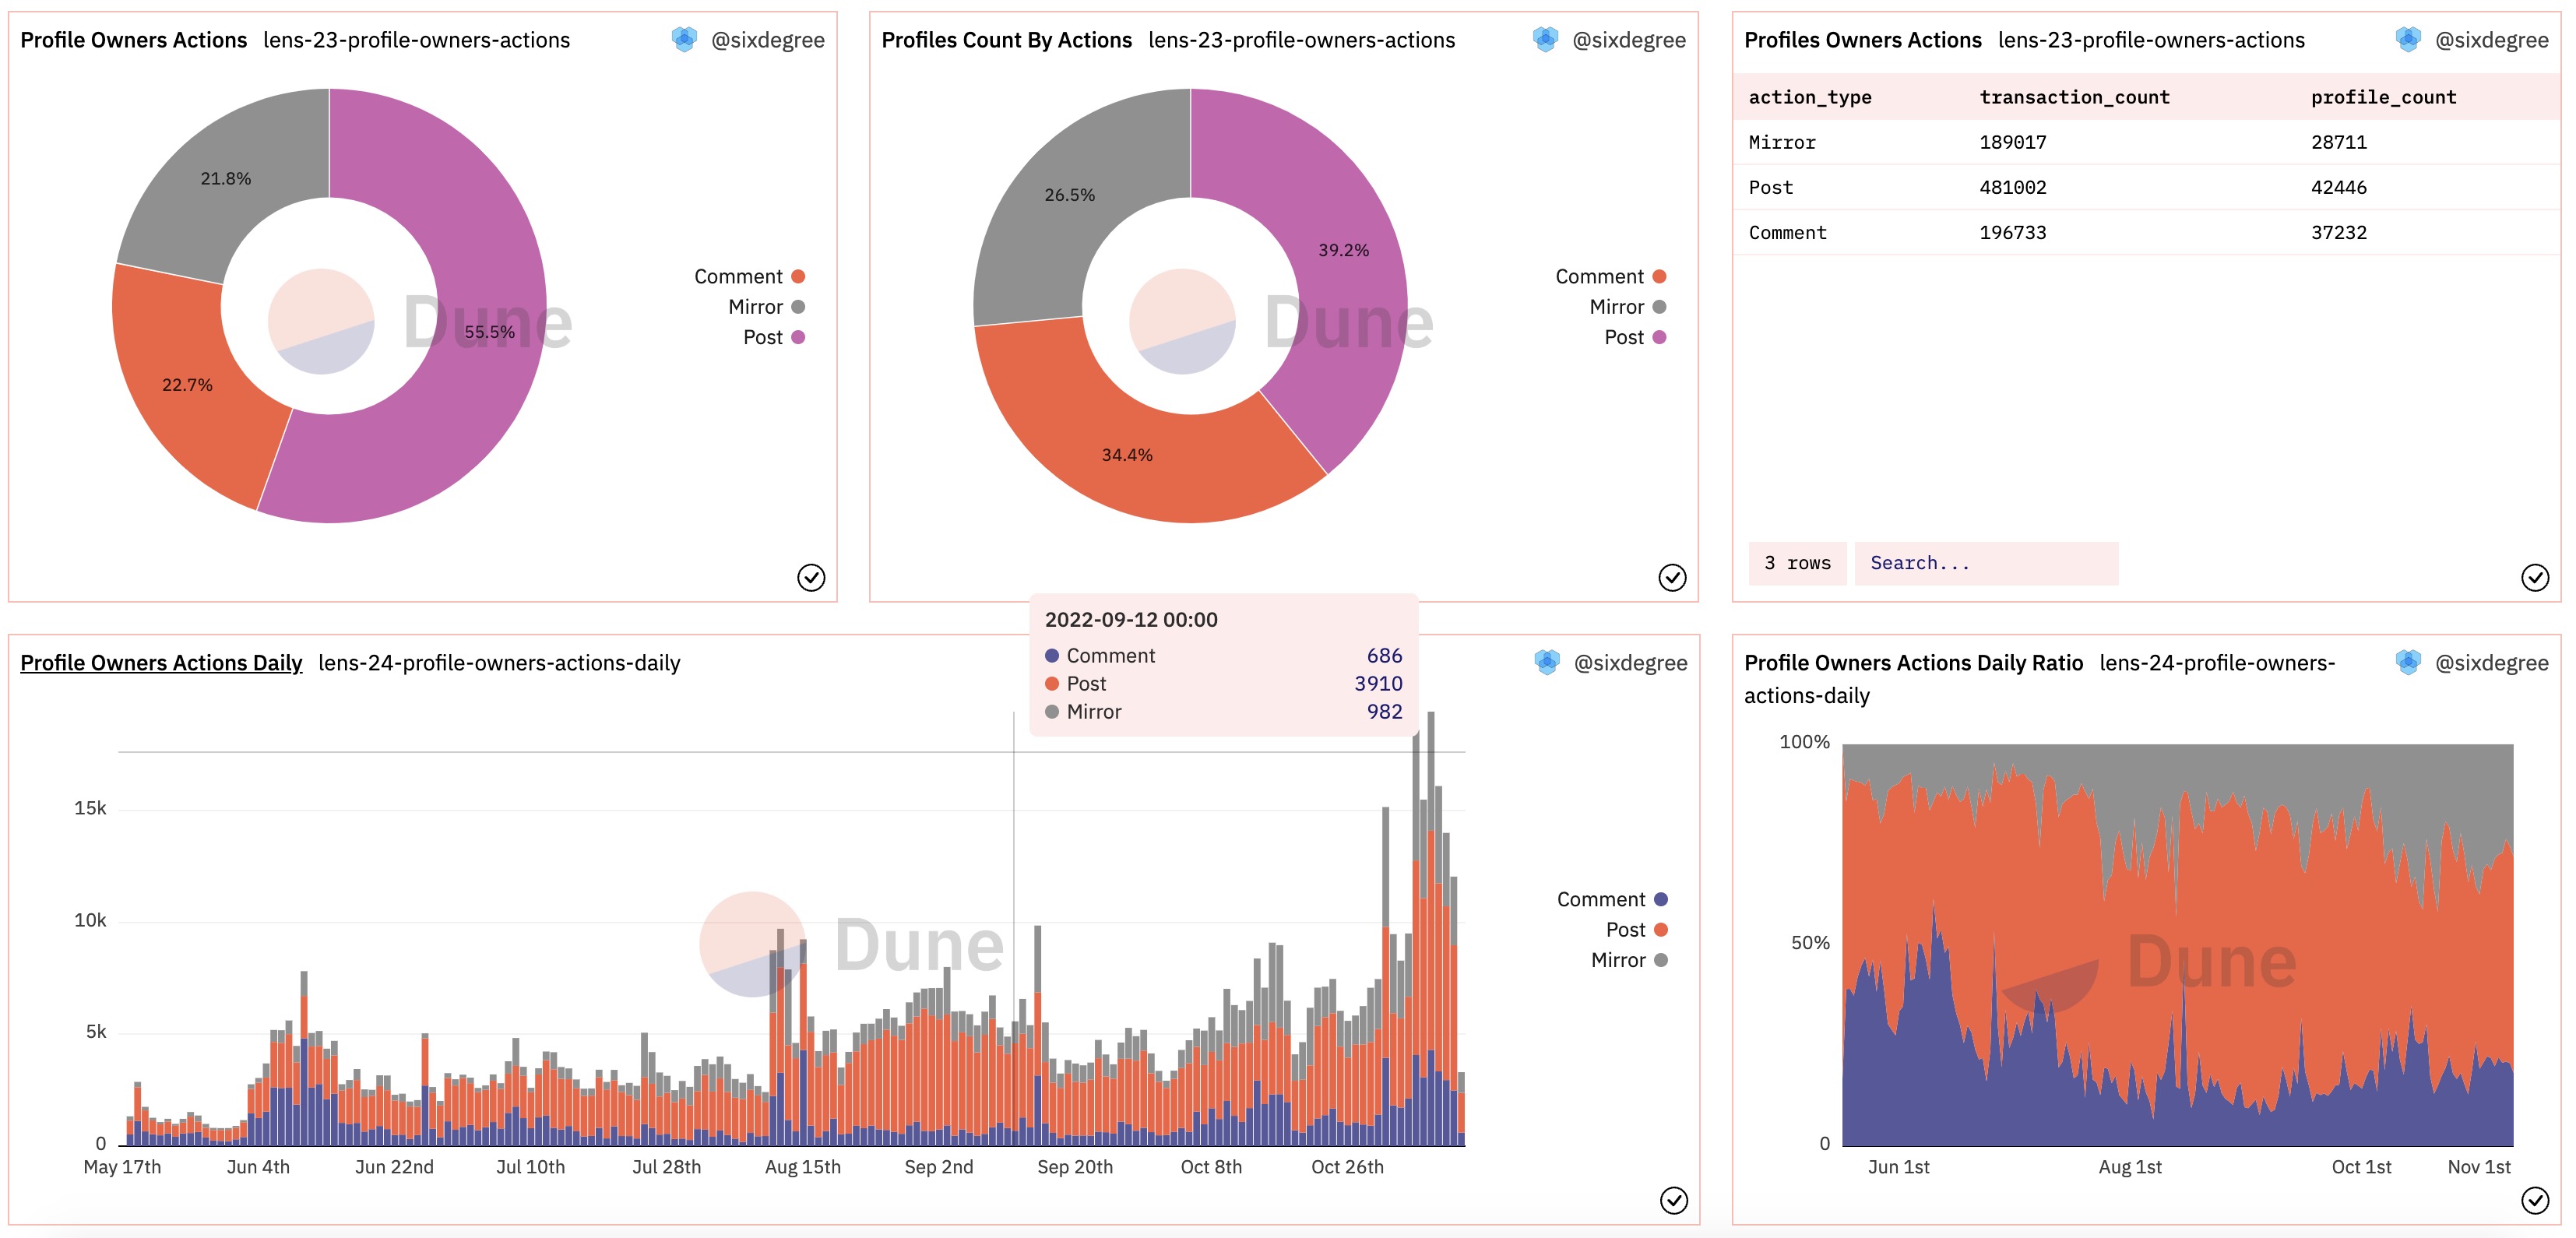 Profile Owners Actions lens-23-profile-owners-actions @sixdegree
21.8%
55.5%
22.7%
Comment
Mirror
Post
Dune
Profiles Count By Actions lens-23-profile-owners-actions @sixdegree
26.5%
39.2%
34.4%
Comment
Mirror
Post
Dune
Profiles Owners Actions lens-23-profile-owners-actions @sixdegree
action_type transaction_count profile_count
Mirror 189017 28711
Post 481002 42446
Comment 196733 37232
3 rows Search...
Profile Owners Actions Daily lens-24-profile-owners-actions-daily @sixdegree
2022-09-12 00:00
Comment 686
Post 3910
Mirror 982
15k
10k
5k
0
Dune
May 17th Jun 4th Jun 22nd Jul 10th Jul 28th Aug 15th Sep 2nd Sep 20th Oct 8th Oct 26th
Comment
Post
Mirror
Profile Owners Actions Daily Ratio lens-24-profile-owners-
actions-daily
@sixdegree
100%
50%
0
Dune
Jun 1st Aug 1st Oct 1st Nov 1st